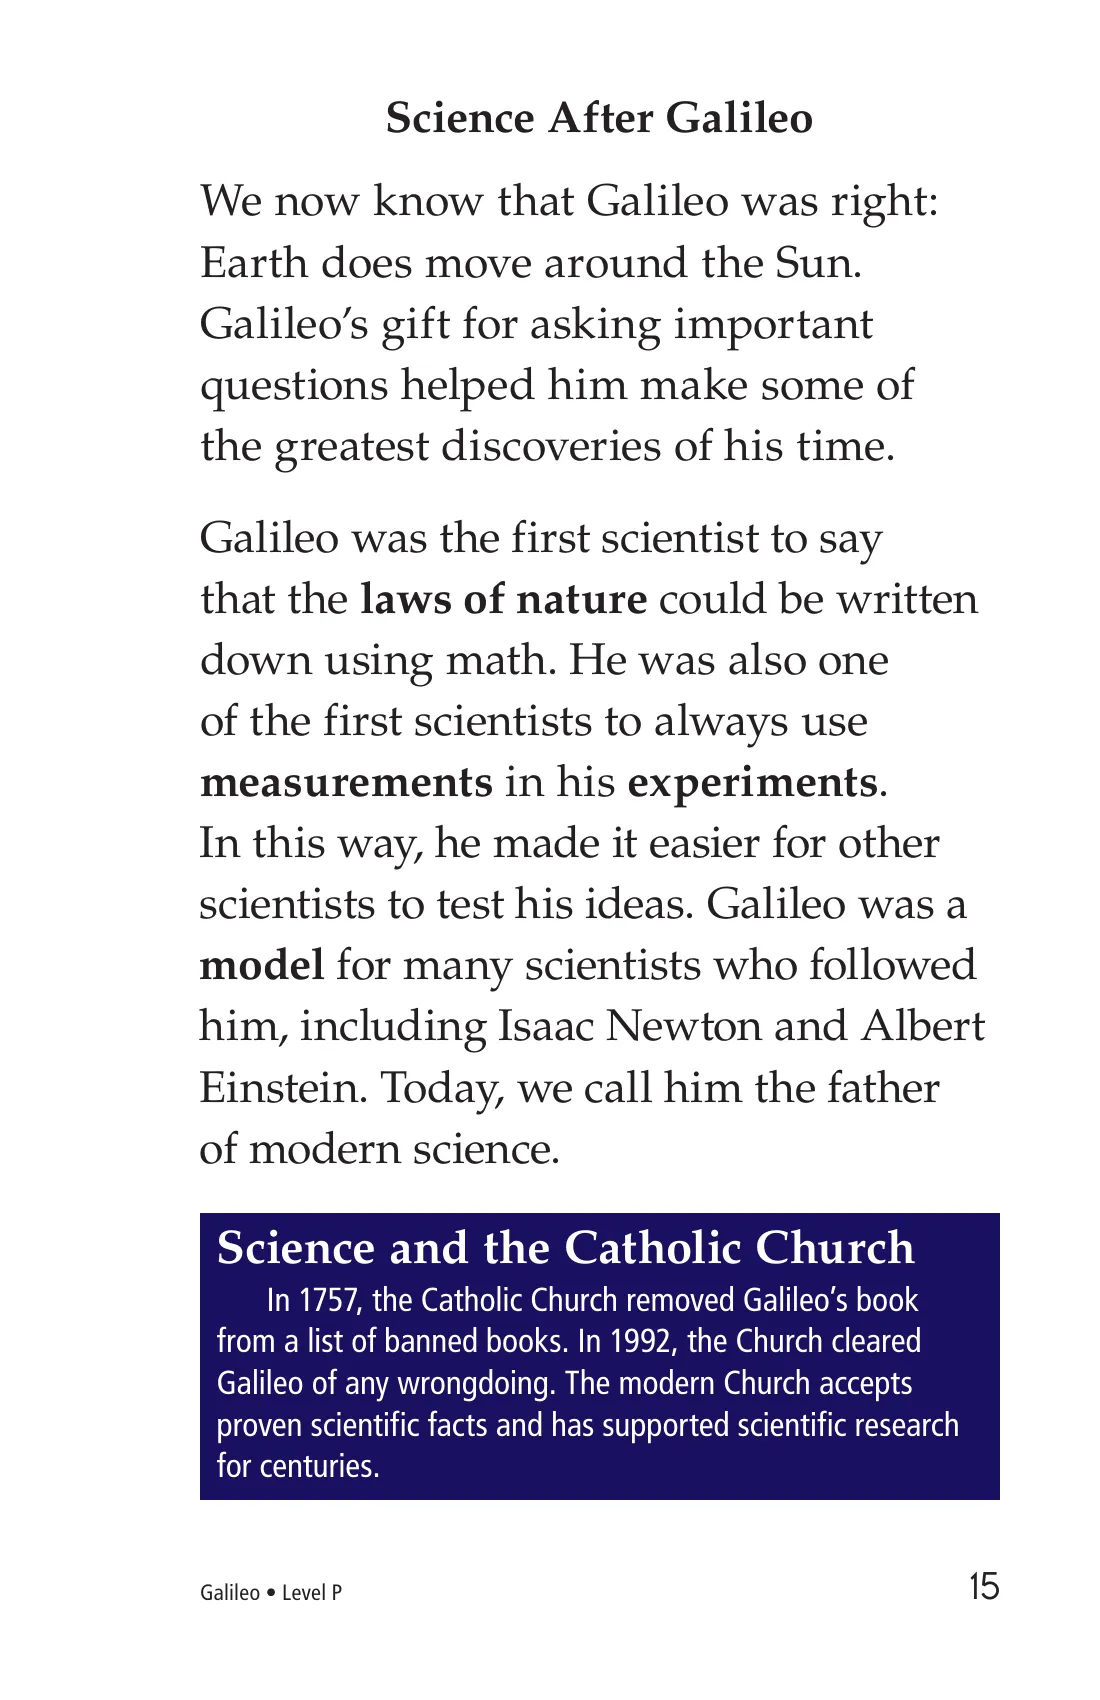 Science After Galileo
We now know that Galileo was right:
Earth does move around the Sun.
Galileo’s gift for asking important
questions helped him make some of
the greatest discoveries of his time.
Galileo was the first scientist to say
that the laws of nature could be written
down using math. He was also one
of the first scientists to always use
measurements in his experiments.
In this way, he made it easier for other
scientists to test his ideas. Galileo was a
model for many scientists who followed
him, including Isaac Newton and Albert
Einstein. Today, we call him the father
of modern science.
Science and the Catholic Church
In 1757, the Catholic Church removed Galileo’s book
from a list of banned books. In 1992, the Church cleared
Galileo of any wrongdoing. The modern Church accepts
proven scientific facts and has supported scientific research
for centuries.
Galileo • Level P
15